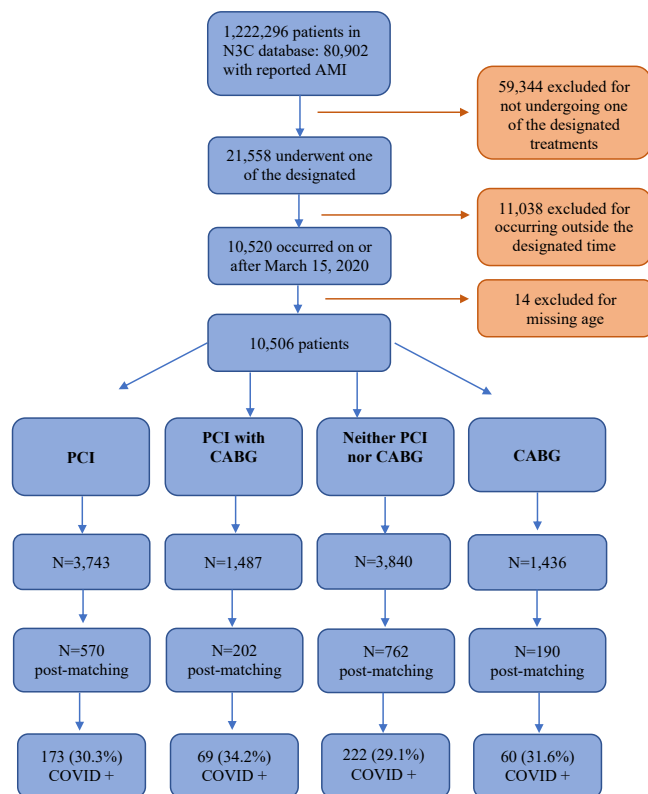 1,222,296 patients in
N3C database: 80,902
with reported AMI
59,344 excluded for
not undergoing one
of the designated
treatments
21,558 underwent one
of the designated
11,038 excluded for
occurring outside the
designated time
10,520 occurred on or
after March 15, 2020
14 excluded for
missing age
10,506 patients
PCI
PCI with
CABG
Neither PCI
nor CABG
CABG
N=3,743
N=1,487
N=3,840
N=1,436
N=570
post-matching
N=202
post-matching
N=762
post-matching
N=190
post-matching
173 (30.3%)
COVID +
69 (34.2%)
COVID +
222 (29.1%)
COVID +
60 (31.6%)
COVID +